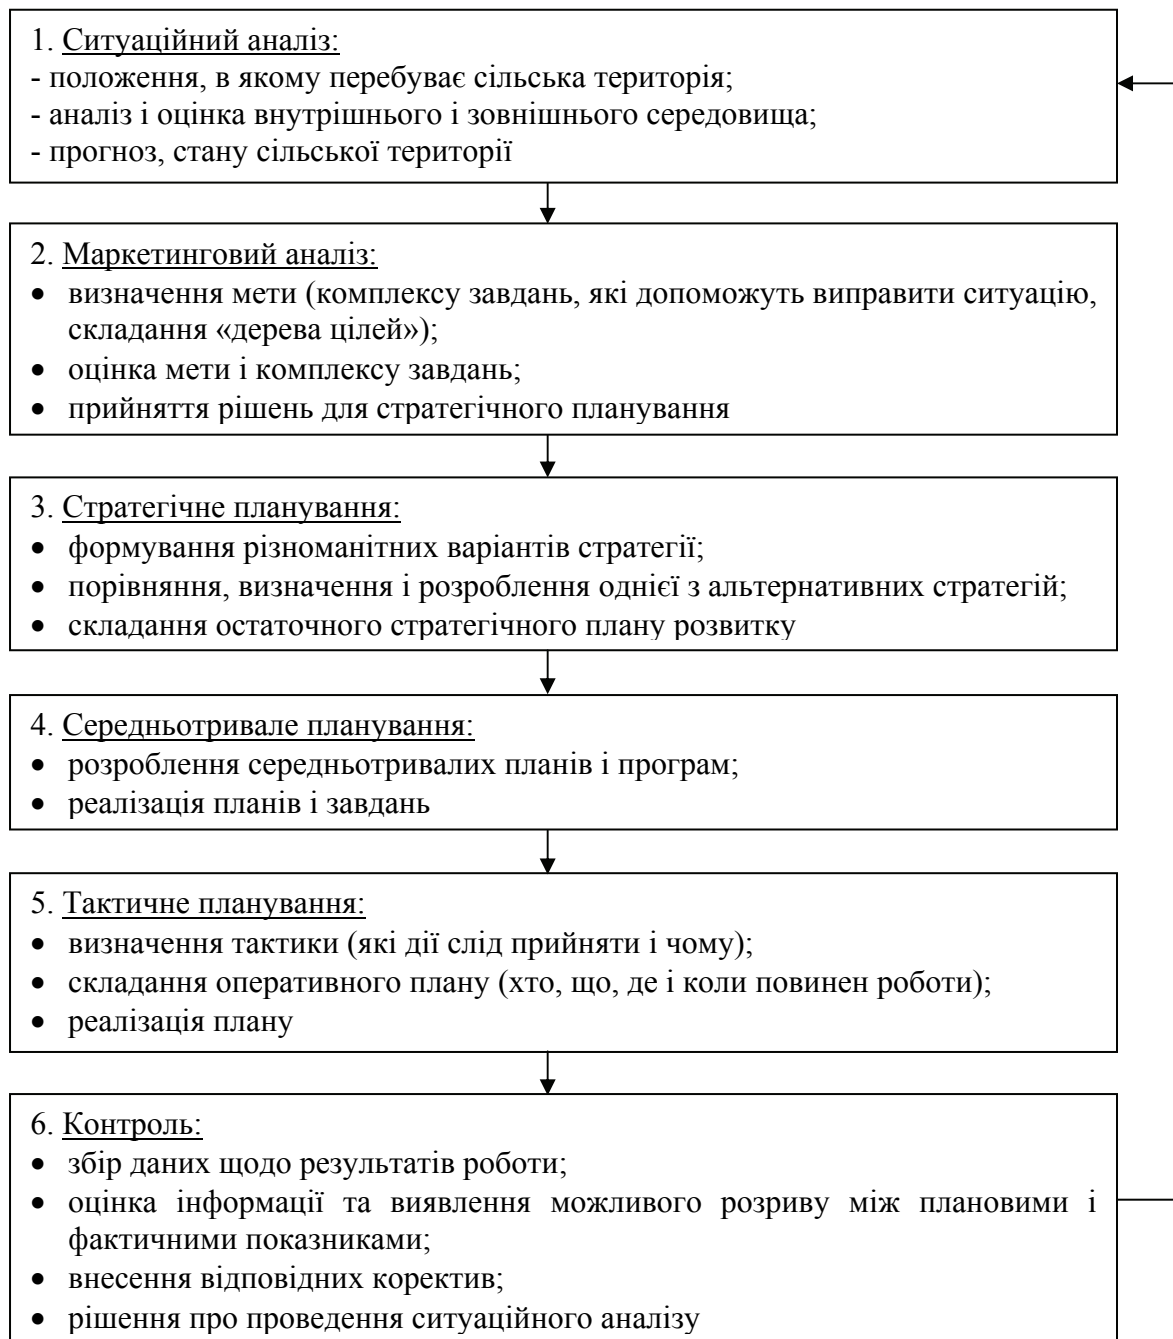 1. Ситуаційний аналіз:
- положення, в якому перебуває сільська територія;
- аналіз і оцінка внутрішнього і зовнішнього середовища;
- прогноз, стану сільської території
2. Маркетинговий аналіз:
• визначення мети (комплексу завдань, які допоможуть виправити ситуацію,
складання «дерева цілей»);
• оцінка мети і комплексу завдань;
• прийняття рішень для стратегічного планування
3. Стратегічне планування:
• формування різноманітних варіантів стратегії;
• порівняння, визначення і розроблення однієї з альтернативних стратегій;
• складання остаточного стратегічного плану розвитку
4. Середньотривале планування:
• розроблення середньотривалих планів і програм;
• реалізація планів і завдань
5. Тактичне планування:
• визначення тактики (які дії слід прийняти і чому);
• складання оперативного плану (хто, що, де і коли повинен роботи);
• реалізація плану
6. Контроль:
• збір даних щодо результатів роботи;
• оцінка інформації та виявлення можливого розриву між плановими і
фактичними показниками;
• внесення відповідних коректив;
• рішення про проведення ситуаційного аналізу